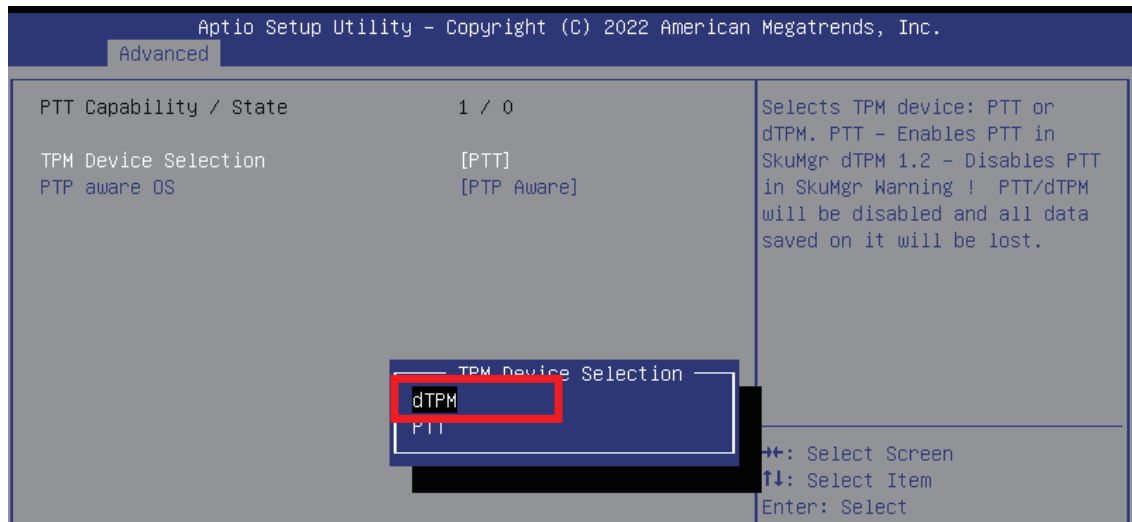 Aptio Setup Utility – Copyright (C) 2022 American Megatrends, Inc.
Advanced
PTT Capability / State 1 / 0
TPM Device Selection [PTT]
PTP aware OS [PTP Aware]
Selects TPM device: PTT or
dTPM. PTT – Enables PTT in
SkuMgr dTPM 1.2 – Disables PTT
in SkuMgr Warning ! PTT/dTPM
will be disabled and all data
saved on it will be lost.
TPM Device Selection
dTPM
PTT
→←: Select Screen
↑↓: Select Item
Enter: Select